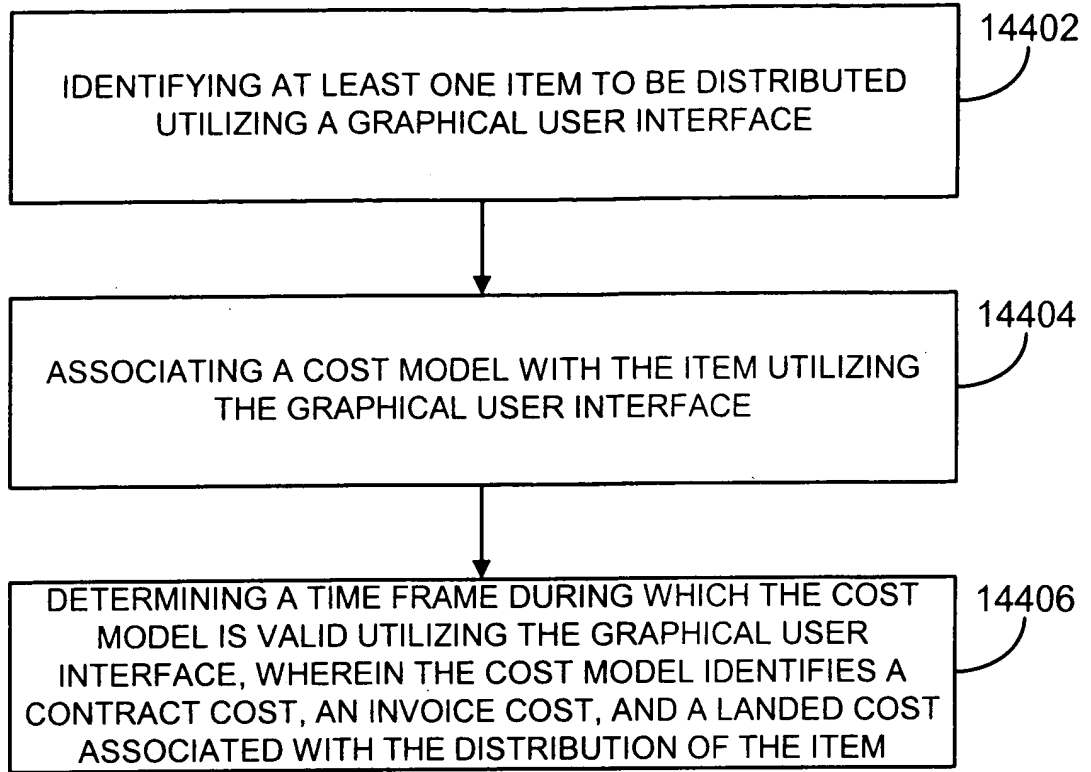 14402
IDENTIFYING AT LEAST ONE ITEM TO BE DISTRIBUTED
UTILIZING A GRAPHICAL USER INTERFACE
14404
ASSOCIATING A COST MODEL WITH THE ITEM UTILIZING
THE GRAPHICAL USER INTERFACE
14406
DETERMINING A TIME FRAME DURING WHICH THE COST
MODEL IS VALID UTILIZING THE GRAPHICAL USER
INTERFACE, WHEREIN THE COST MODEL IDENTIFIES A
CONTRACT COST, AN INVOICE COST, AND A LANDED COST
ASSOCIATED WITH THE DISTRIBUTION OF THE ITEM